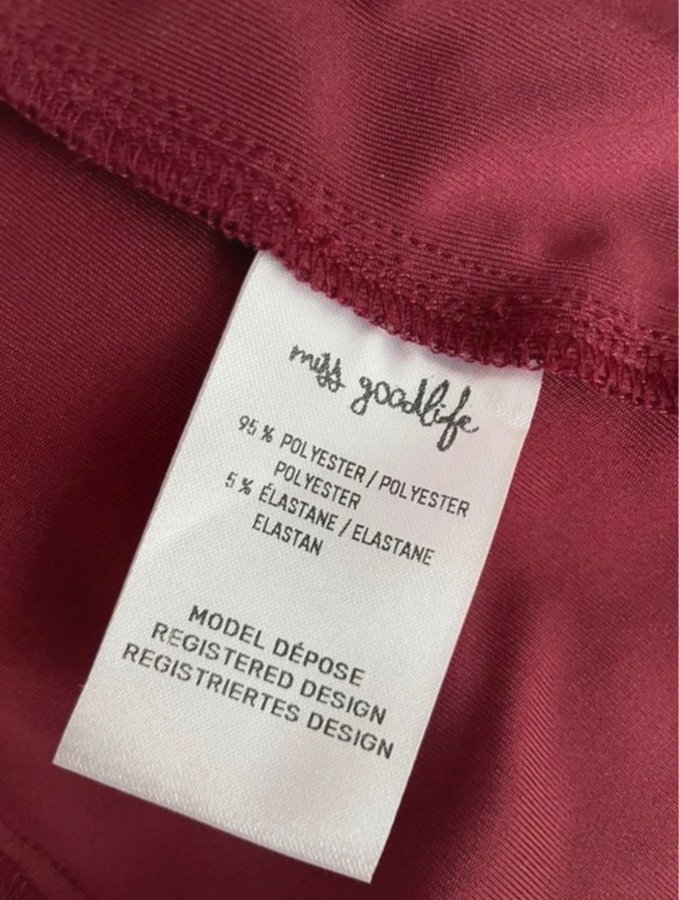 miss goodlife
95 % POLYESTER / POLYESTER
POLYESTER
5 % ÉLASTANE / ELASTANE
ELASTAN
MODEL DÉPOSE
REGISTERED DESIGN
REGISTRIERTES DESIGN